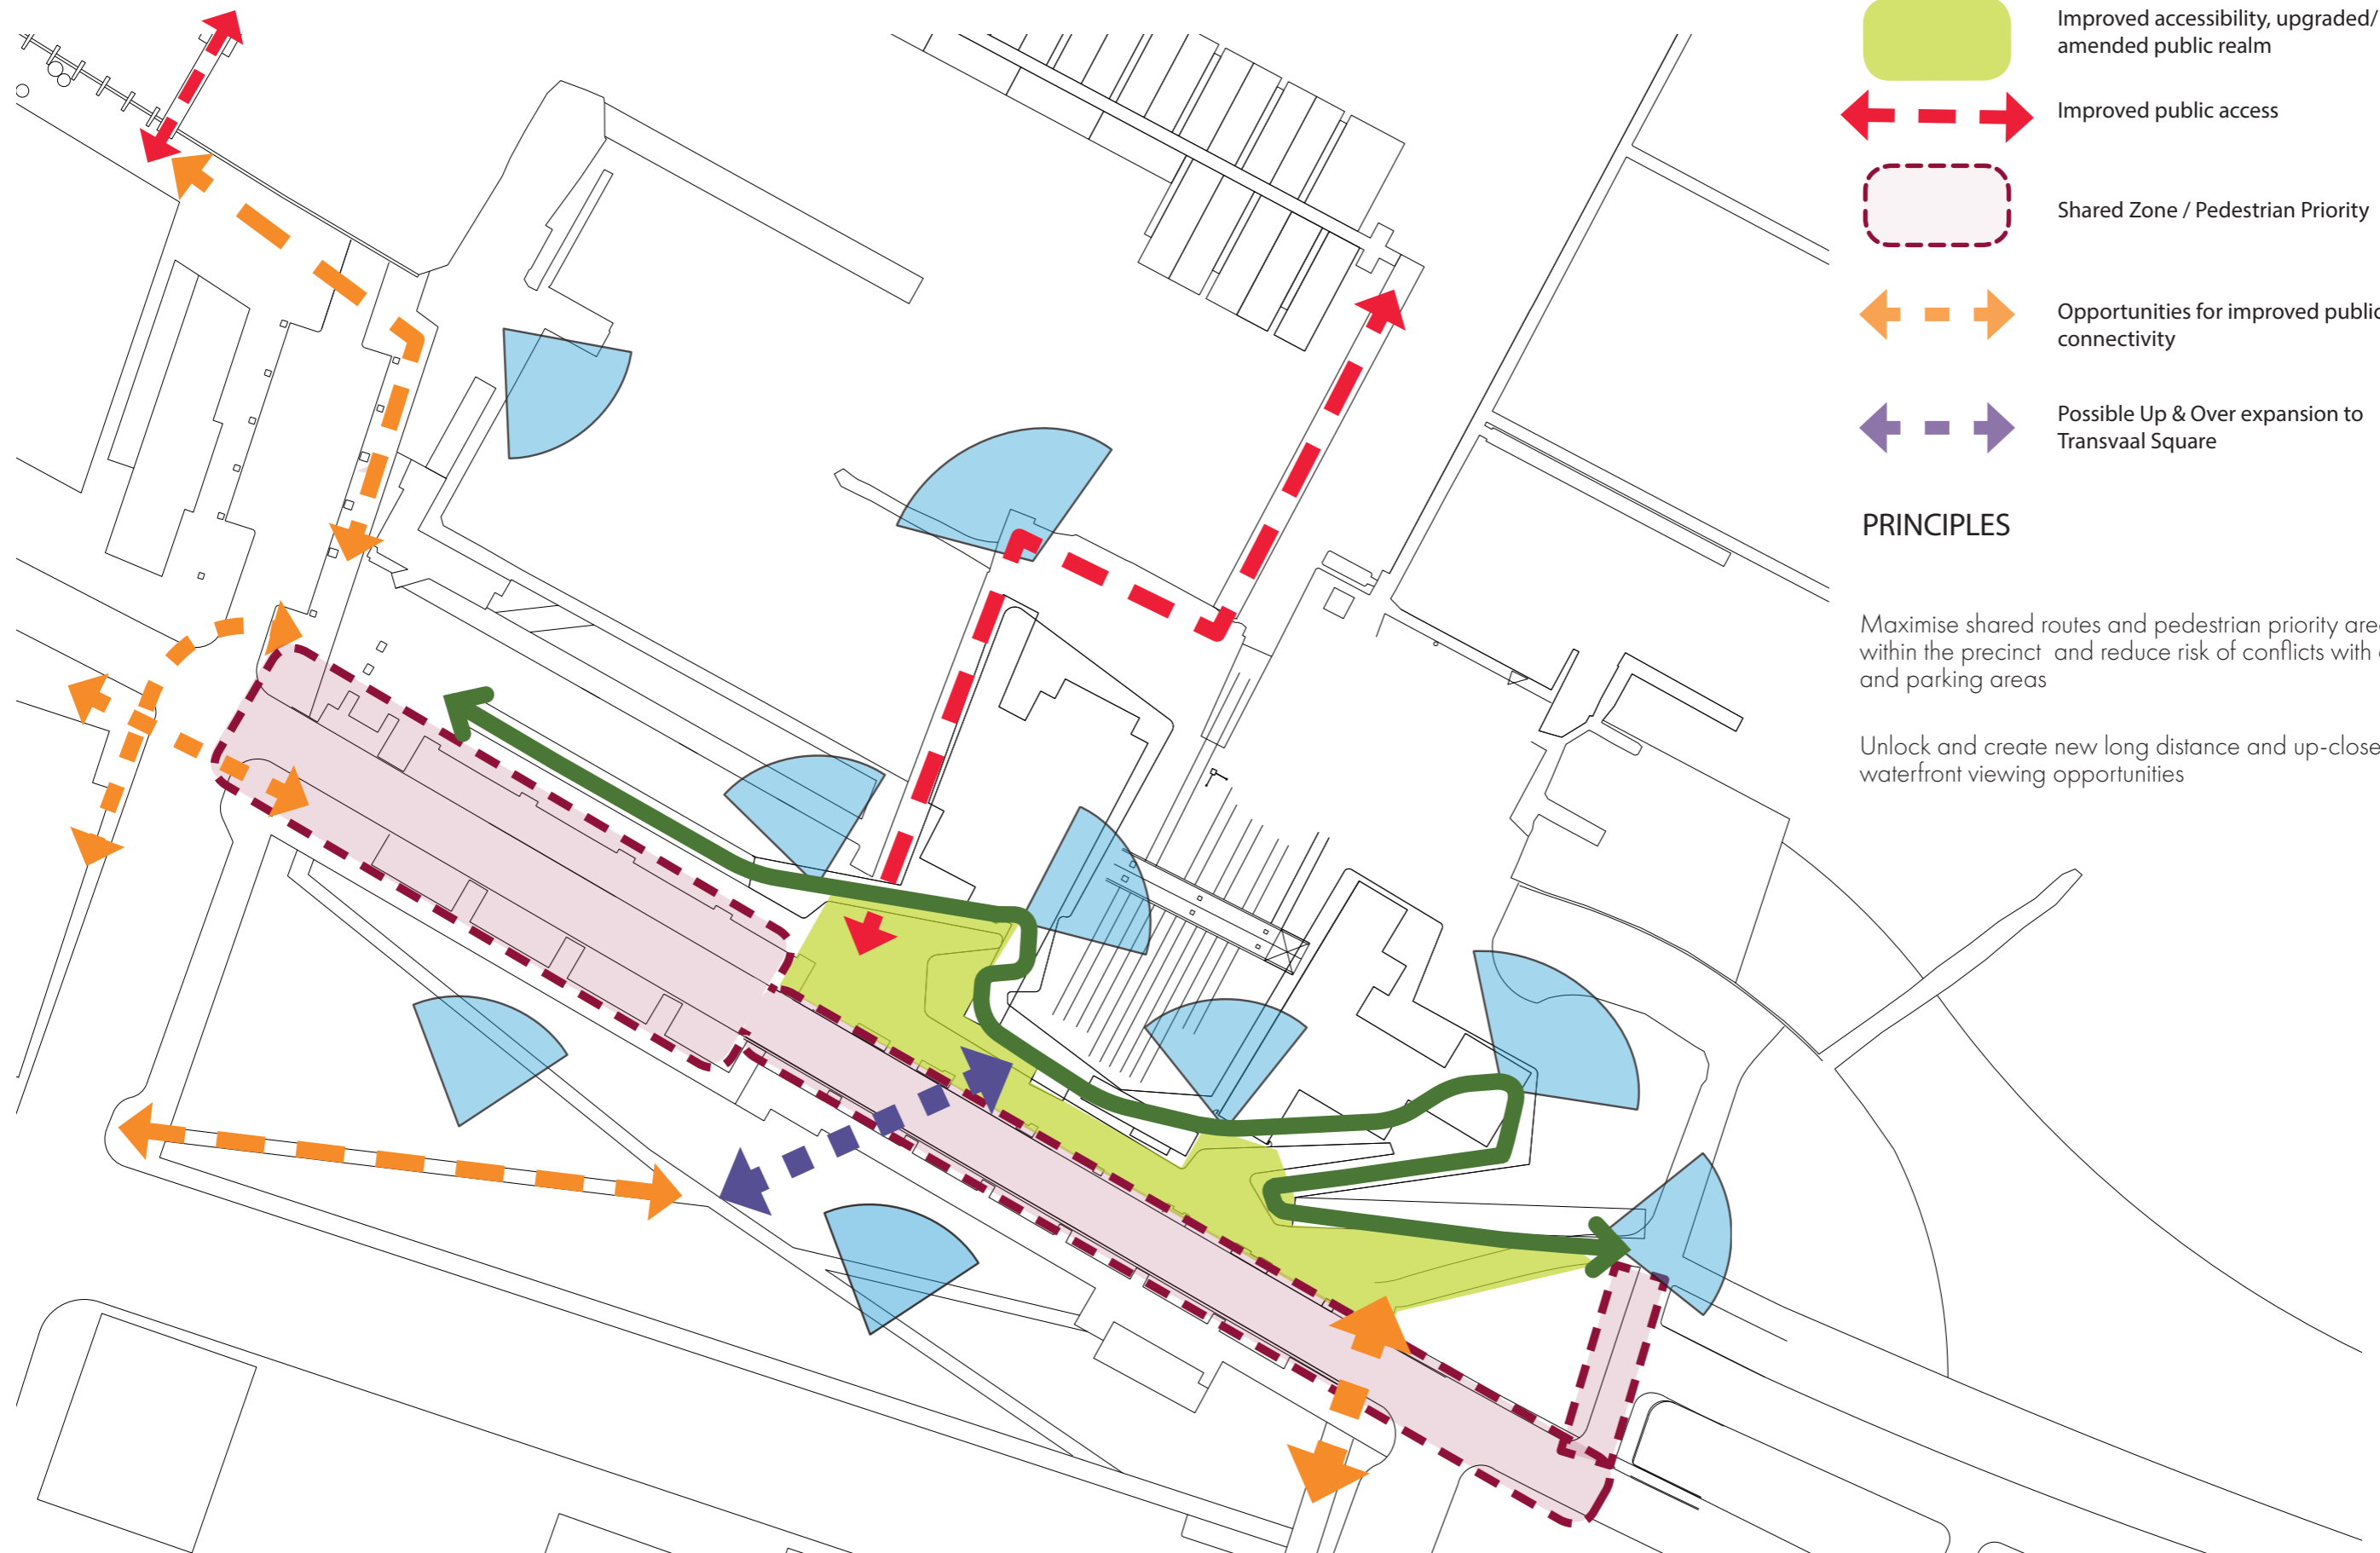 Improved accessibility, upgraded/
amended public realm
Improved public access
Shared Zone / Pedestrian Priority
Opportunities for improved public
connectivity
Possible Up & Over expansion to
Transvaal Square
PRINCIPLES
Maximise shared routes and pedestrian priority
within the precinct and reduce risk of conflicts with
and parking areas
Unlock and create new long distance and up-close
waterfront viewing opportunities